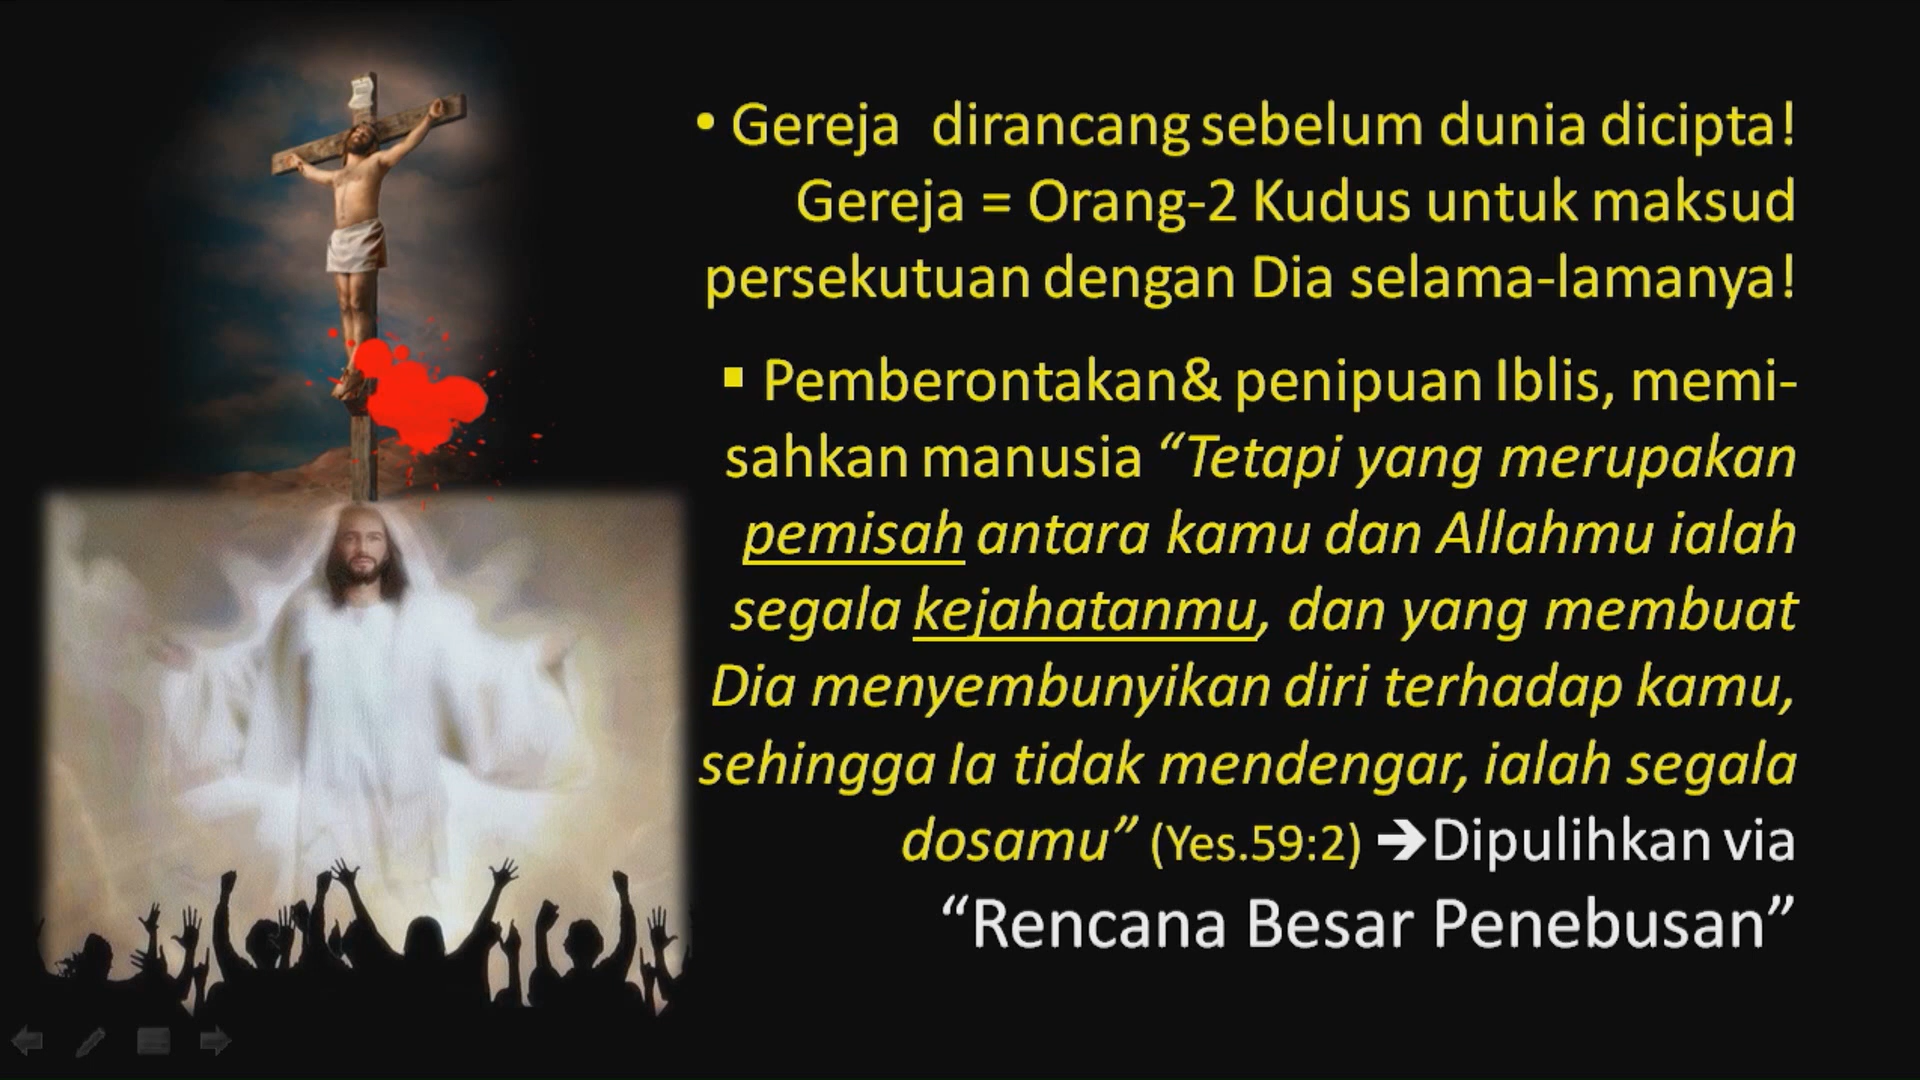 • Gereja dirancang sebelum dunia dicipta!
Gereja = Orang-2 Kudus untuk maksud
persekutuan dengan Dia selama-lamanya!
▪ Pemberontakan& penipuan Iblis, memi-
sahkan manusia “Tetapi yang merupakan
pemisah antara kamu dan Allahmu ialah
segala kejahatanmu, dan yang membuat
Dia menyembunyikan diri terhadap kamu,
sehingga Ia tidak mendengar, ialah segala
dosamu” (Yes.59:2) ➔Dipulihkan via
“Rencana Besar Penebusan”